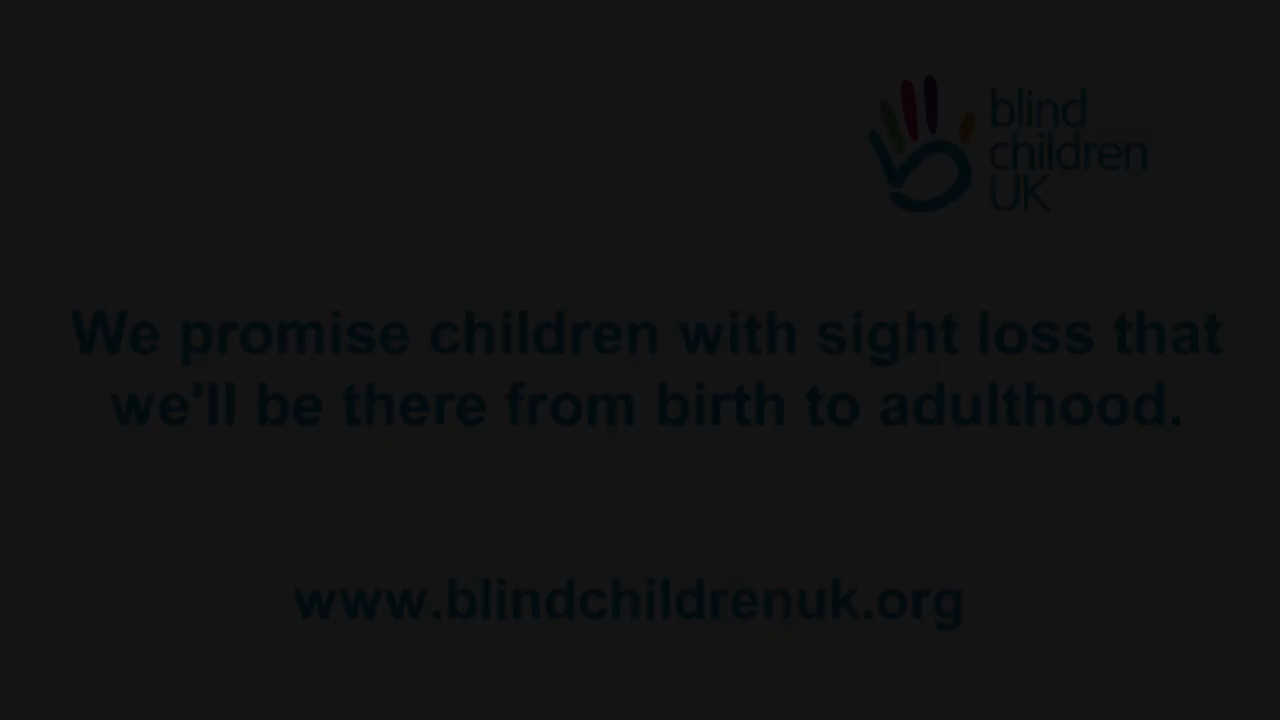 blind
children
UK
We promise children with sight loss that
we'll be there from birth to adulthood.
www.blindchildrenuk.org